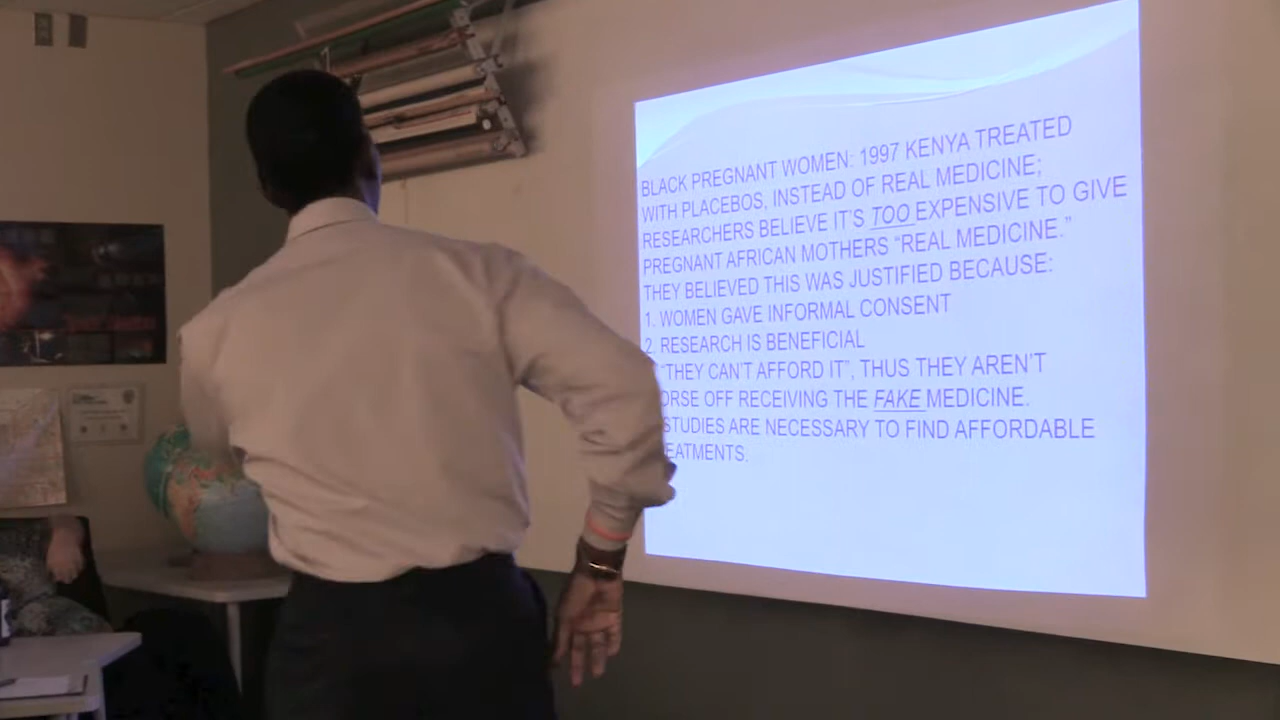 BLACK PREGNANT WOMEN: 1997 KENYA TREATED
WITH PLACEBOS, INSTEAD OF REAL MEDICINE;
RESEARCHERS BELIEVE IT'S TOO EXPENSIVE TO GIVE
PREGNANT AFRICAN MOTHERS “REAL MEDICINE.”
THEY BELIEVED THIS WAS JUSTIFIED BECAUSE:
1. WOMEN GAVE INFORMAL CONSENT
2. RESEARCH IS BENEFICIAL
“THEY CAN'T AFFORD IT”, THUS THEY AREN'T
ORSE OFF RECEIVING THE FAKE MEDICINE.
STUDIES ARE NECESSARY TO FIND AFFORDABLE
EATMENTS.